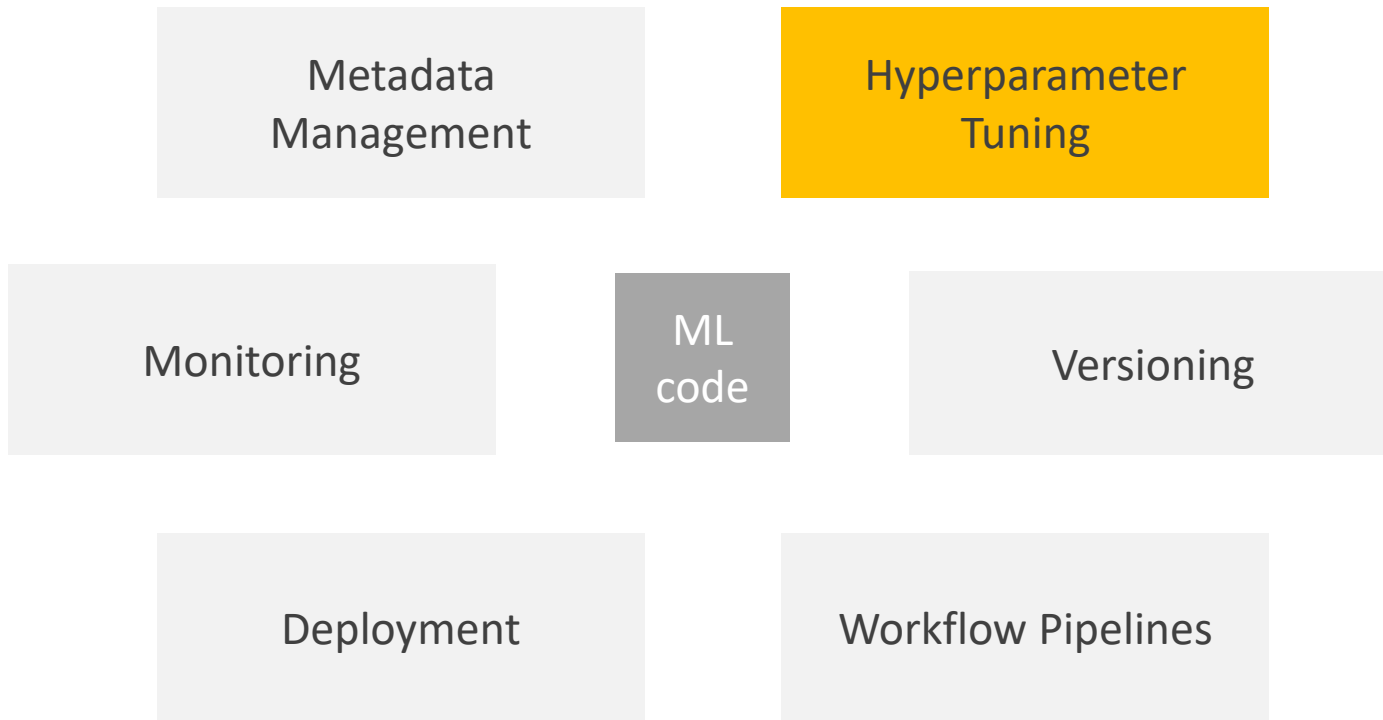 Metadata
Management
Hyperparameter
Tuning
Monitoring
ML
code
Versioning
Deployment
Workflow Pipelines